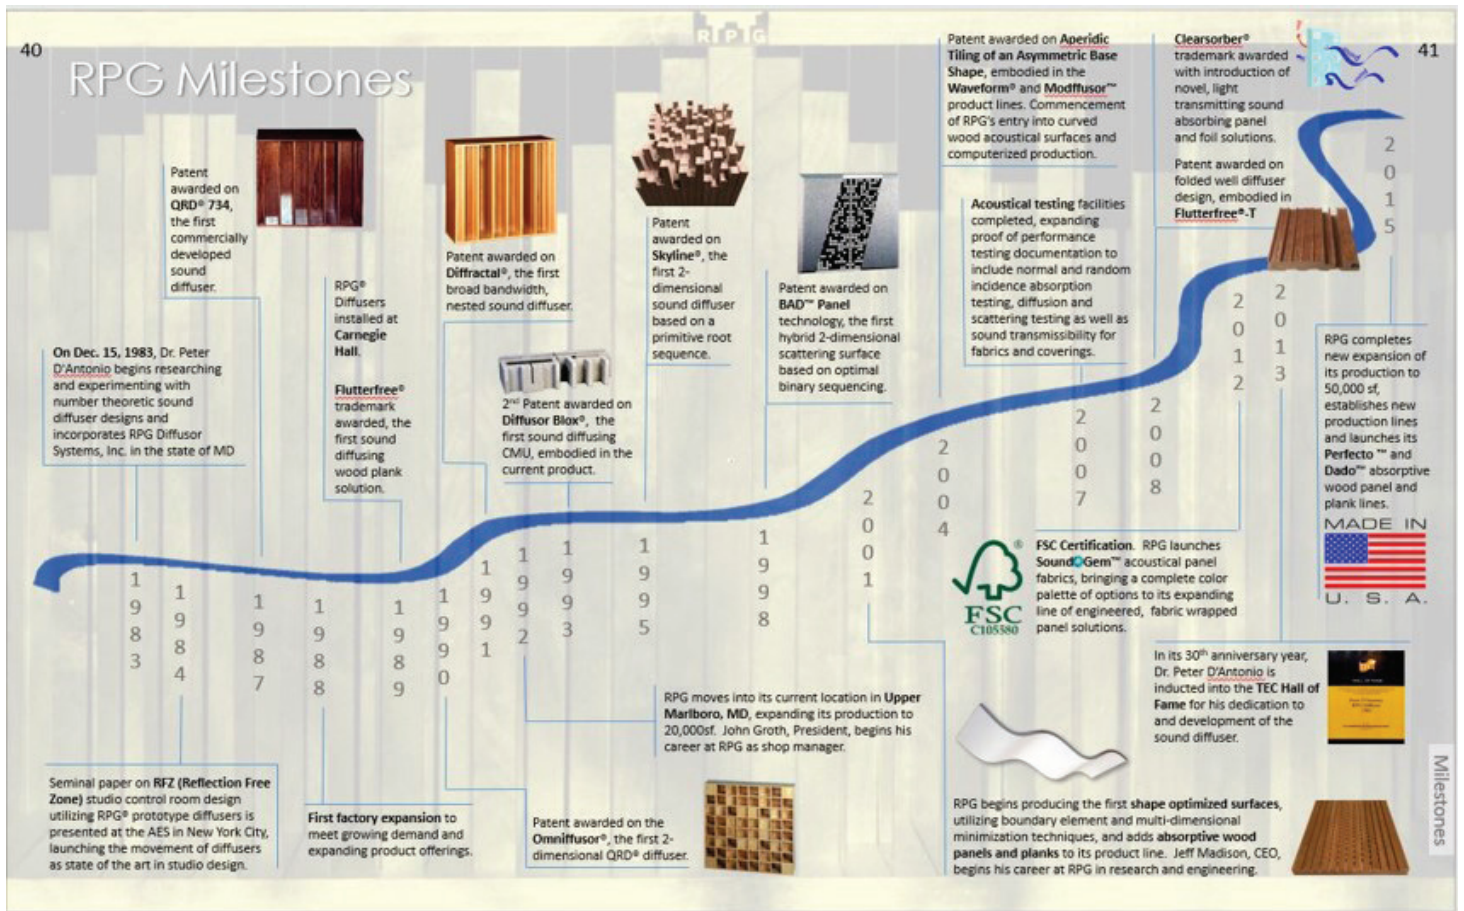 RPG
40
41
RPG Milestones
Patent
awarded on
QRD® 734,
the first
commercially
developed
sound
diffuser.
On Dec. 15, 1983, Dr. Peter
D'Antonio begins researching
and experimenting with
number theoretic sound
diffuser designs and
incorporates RPG Diffusor
Systems, Inc. in the state of MD
RPG®
Diffusers
installed at
Carnegie
Hall.
Flutterfree®
trademark
awarded, the
first sound
diffusing
wood plank
solution.
Patent awarded on
Diffractal®, the first
broad bandwidth,
nested sound diffuser.
2nd Patent awarded on
Diffusor Blox®, the
first sound diffusing
CMU, embodied in the
current product.
Patent
awarded on
Skyline®, the
first 2-
dimensional
sound diffuser
based on a
primitive root
sequence.
Patent awarded on
BAD™ Panel
technology, the first
hybrid 2-dimensional
scattering surface
based on optimal
binary sequencing.
Patent awarded on Aperidic
Tiling of an Asymmetric Base
Shape, embodied in the
Waveform® and Modffusor™
product lines. Commencement
of RPG's entry into curved
wood acoustical surfaces and
computerized production.
Acoustical testing facilities
completed, expanding
proof of performance
testing documentation to
include normal and random
incidence absorption
testing, diffusion and
scattering testing as well as
sound transmissibility for
fabrics and coverings.
Clearsorber®
trademark awarded
with introduction of
novel, light
transmitting sound
absorbing panel
and foil solutions.
Patent awarded on
folded well diffuser
design, embodied in
Flutterfree®-T
RPG completes
new expansion of
its production to
50,000 sf,
establishes new
production lines
and launches its
Perfecto ™ and
Dado™ absorptive
wood panel and
plank lines.
MADE IN
U. S. A.
1983
1984
1987
1988
1989
1990
1991
1992
1993
1995
1998
2001
2004
2007
2008
2012
2013
2015
FSC
C105580
FSC Certification. RPG launches
Sound Gem™ acoustical panel
fabrics, bringing a complete color
palette of options to its expanding
line of engineered, fabric wrapped
panel solutions.
In its 30th anniversary year,
Dr. Peter D'Antonio is
inducted into the TEC Hall of
Fame for his dedication to
and development of the
sound diffuser.
RPG moves into its current location in Upper
Marlboro, MD, expanding its production to
20,000sf. John Groth, President, begins his
career at RPG as shop manager.
Seminal paper on RFZ (Reflection Free
Zone) studio control room design
utilizing RPG® prototype diffusers is
presented at the AES in New York City,
launching the movement of diffusers
as state of the art in studio design.
First factory expansion to
meet growing demand and
expanding product offerings.
Patent awarded on the
Omniffusor®, the first 2-
dimensional QRD® diffuser.
RPG begins producing the first shape optimized surfaces,
utilizing boundary element and multi-dimensional
minimization techniques, and adds absorptive wood
panels and planks to its product line. Jeff Madison, CEO,
begins his career at RPG in research and engineering.
Milestones